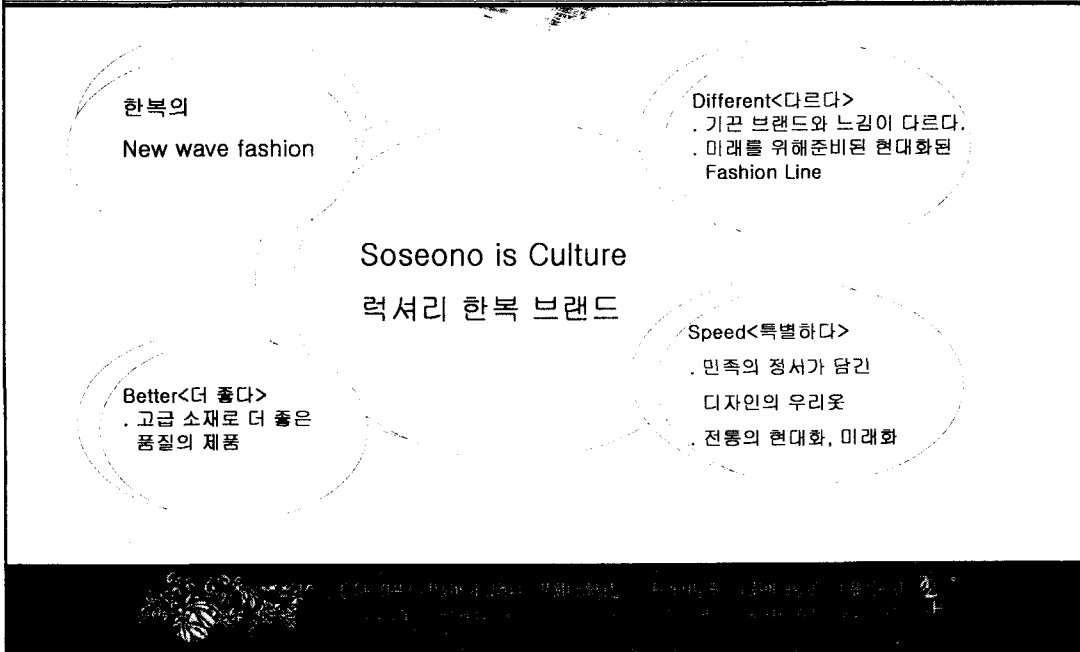 한복의
New wave fashion
Different<다르다>
. 기끈 브랜드와 느낌이 다르다.
. 미래를 위해준비된 현대화된
Fashion Line
Soseono is Culture
럭셔리 한복 브랜드
Better<더 좋다>
. 고급 소재로 더 좋은
품질의 제품
Speed<특별하다>
. 민족의 정서가 담긴
디자인의 우리옷
. 전통의 현대화, 미래화